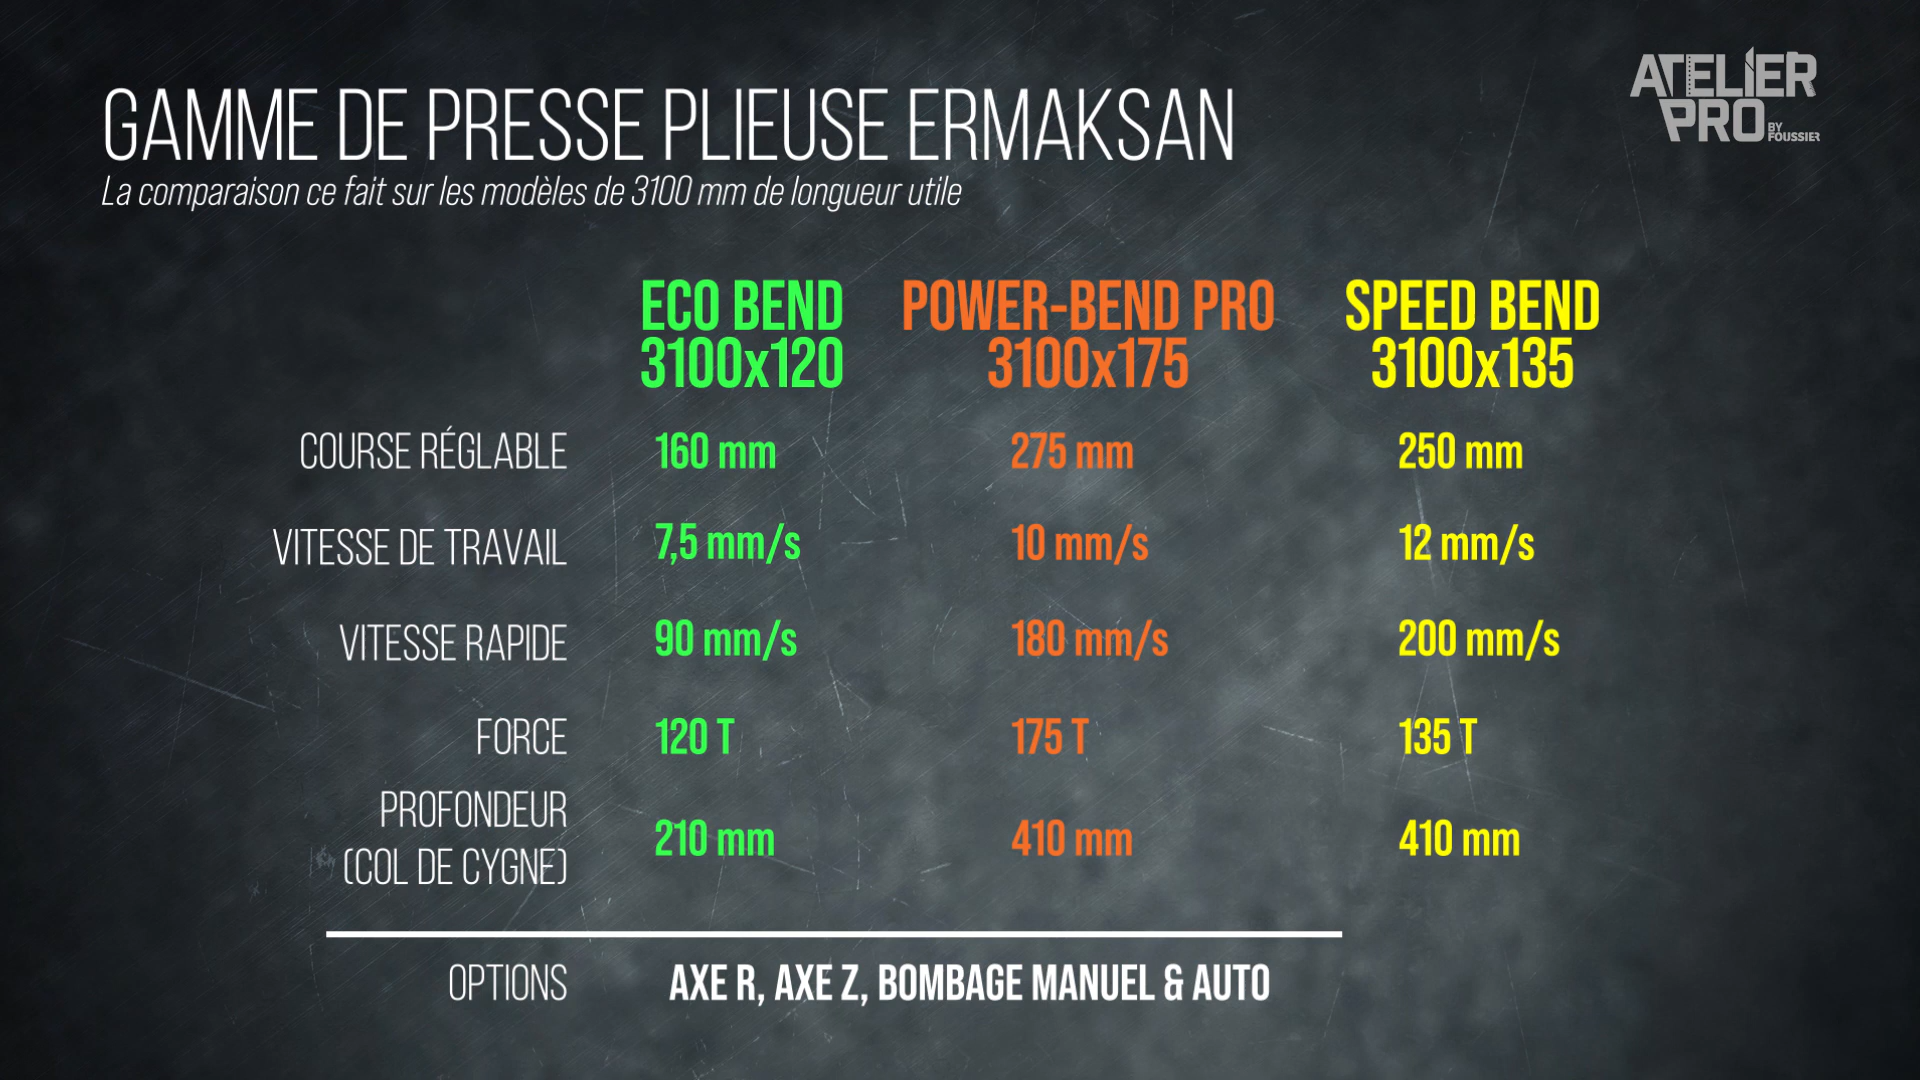 ATELIER
PRO BY FOUSSIER
GAMME DE PRESSE PLIEUSE ERMAKSAN
La comparaison ce fait sur les modèles de 3100 mm de longueur utile
ECO BEND POWER-BEND PRO SPEED BEND
3100x120 3100x175 3100x135
COURSE RÉGLABLE 160 mm 275 mm 250 mm
VITESSE DE TRAVAIL 7,5 mm/s 10 mm/s 12 mm/s
VITESSE RAPIDE 90 mm/s 180 mm/s 200 mm/s
FORCE 120 T 175 T 135 T
PROFONDEUR
(COL DE CYGNE) 210 mm 410 mm 410 mm
OPTIONS AXE R, AXE Z, BOMBAGE MANUEL & AUTO